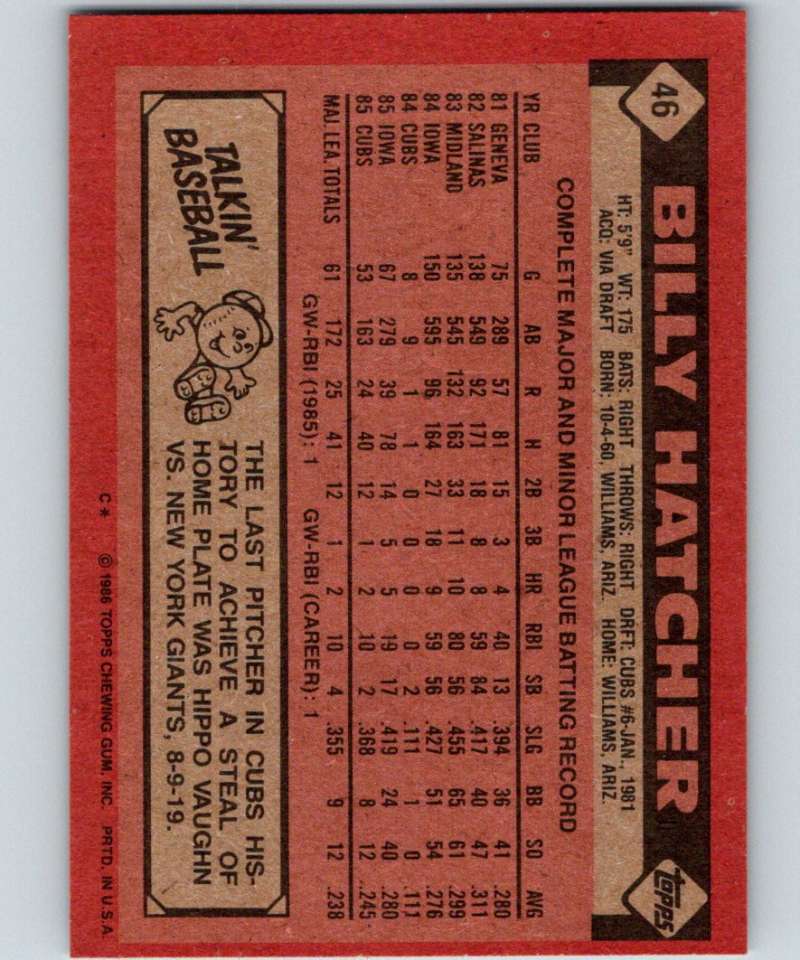 46 BILLY HATCHER topps
HT: 5'9" WT: 175 BATS: RIGHT THROWS: RIGHT DRFT: CUBS #6-JAN., 1981
ACQ: VIA DRAFT BORN: 10-4-60, WILLIAMS, ARIZ. HOME: WILLIAMS, ARIZ.
COMPLETE MAJOR AND MINOR LEAGUE BATTING RECORD
YR CLUB G AB R H 2B 3B HR RBI SB SLG BB SO AVG
81 GENEVA 75 289 57 81 15 3 4 40 13 .394 36 41 .280
82 SALINAS 138 549 92 171 18 8 8 59 84 .417 40 47 .311
83 MIDLAND 135 545 132 163 33 11 10 80 56 .455 65 61 .299
84 IOWA 150 595 96 164 27 18 9 59 56 .427 51 54 .276
84 CUBS 8 9 1 1 0 0 0 0 2 .111 1 0 .111
85 IOWA 67 279 39 78 14 5 5 19 17 .419 24 40 .280
85 CUBS 53 163 24 40 12 1 2 10 2 .368 8 12 .245
MAJ. LEA. TOTALS 61 172 25 41 12 1 2 10 4 .355 9 12 .238
GW-RBI (1985): 1 GW-RBI (CAREER): 1
TALKIN'
BASEBALL
THE LAST PITCHER IN CUBS HIS-
TORY TO ACHIEVE A STEAL OF
HOME PLATE WAS HIPPO VAUGHN
VS. NEW YORK GIANTS, 8-9-19.
C* © 1986 TOPPS CHEWING GUM, INC. PRTD. IN U.S.A.